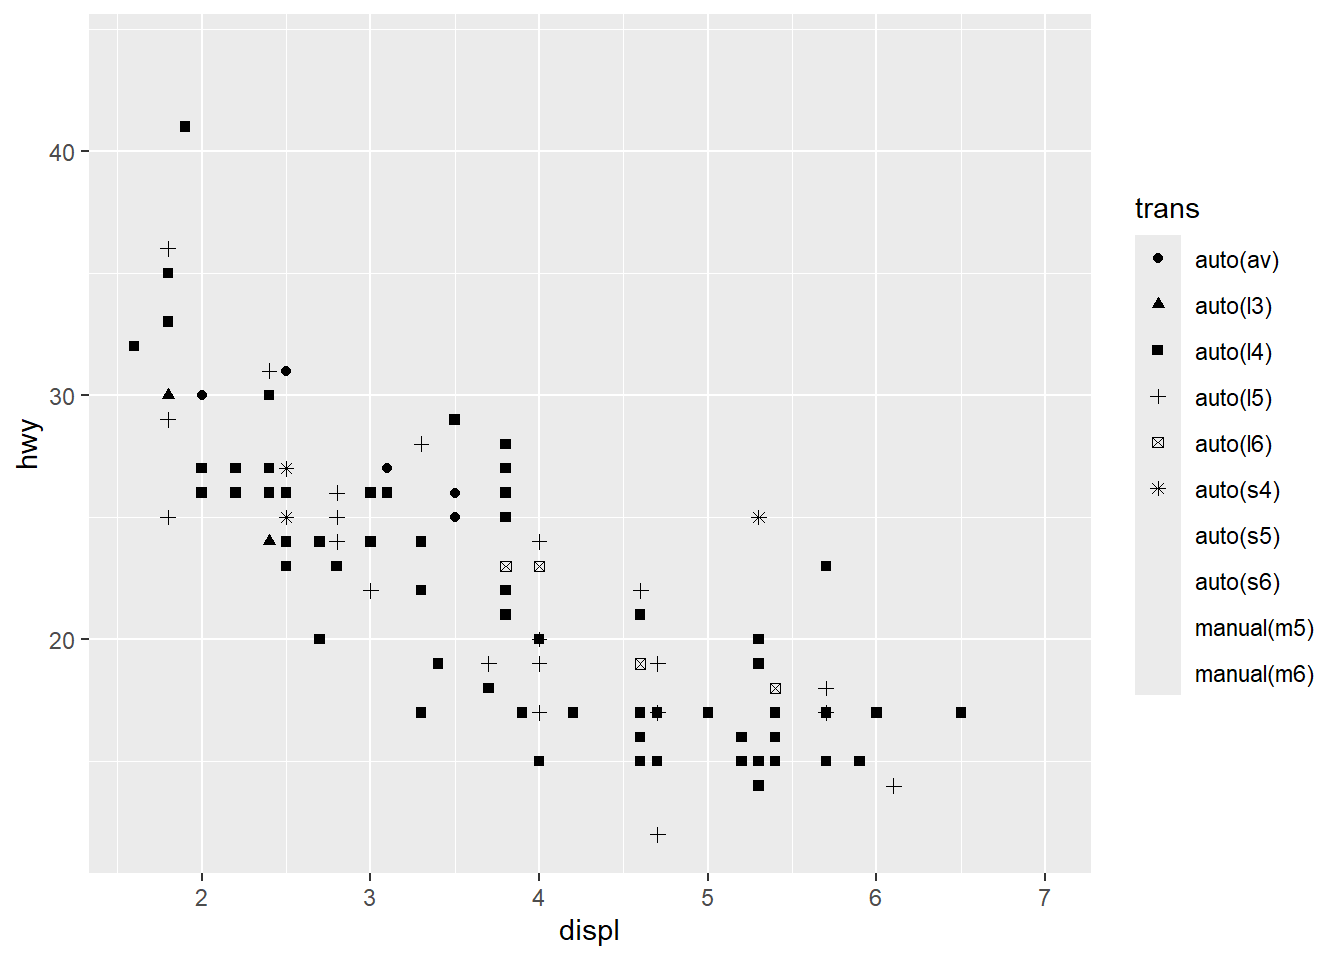 hwy
40
30
20
2 3 4 5 6 7
displ
trans
auto(av)
auto(l3)
auto(l4)
auto(l5)
auto(l6)
auto(s4)
auto(s5)
auto(s6)
manual(m5)
manual(m6)